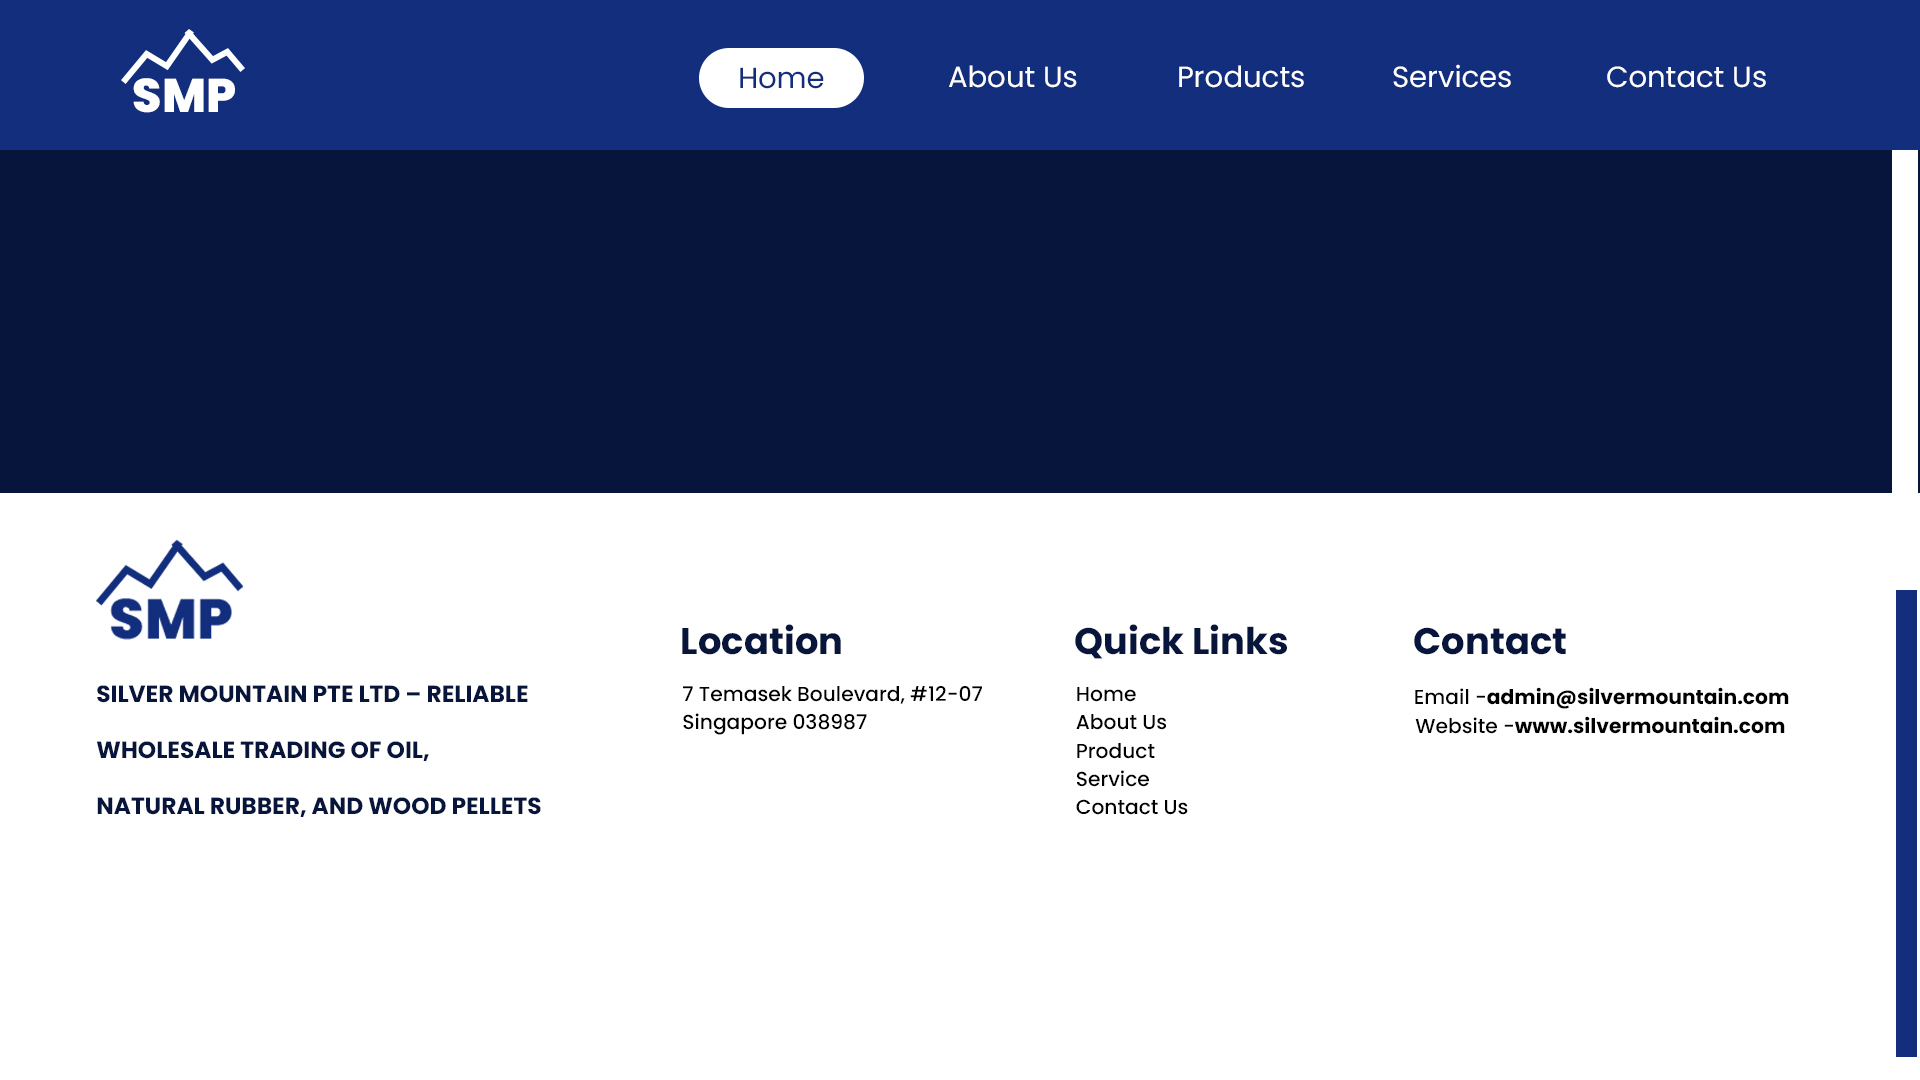 SMP
Home
About Us
Products
Services
Contact Us
SMP
SILVER MOUNTAIN PTE LTD – RELIABLE
WHOLESALE TRADING OF OIL,
NATURAL RUBBER, AND WOOD PELLETS
Location
7 Temasek Boulevard, #12-07
Singapore 038987
Quick Links
Home
About Us
Product
Service
Contact Us
Contact
Email -admin@silvermountain.com
Website -www.silvermountain.com